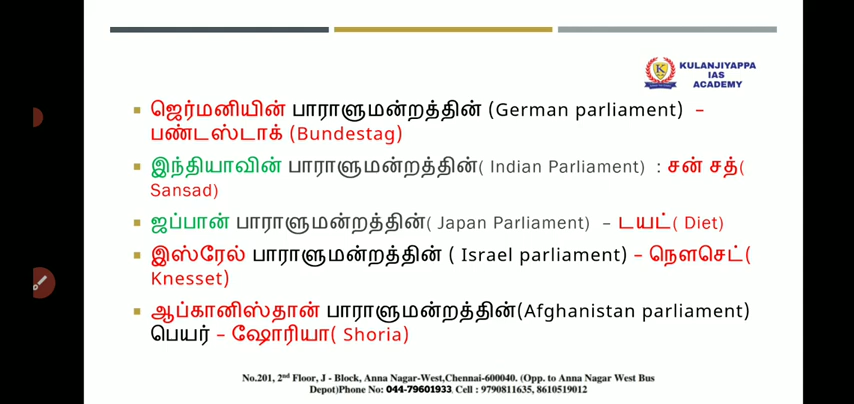 KULANJIYAPPA
IAS
ACADEMY
ஜெர்மனியின் பாராளுமன்றத்தின் (German parliament) –
பண்டஸ்டாக் (Bundestag)
இந்தியாவின் பாராளுமன்றத்தின்( Indian Parliament) : சன் சத்(
Sansad)
ஜப்பான் பாராளுமன்றத்தின்( Japan Parliament) – டயட்( Diet)
இஸ்ரேல் பாராளுமன்றத்தின் ( Israel parliament) – நெளசெட்(
Knesset)
ஆப்கானிஸ்தான் பாராளுமன்றத்தின்(Afghanistan parliament)
பெயர் – ஷோரியா( Shoria)
No.201, 2nd Floor, J - Block, Anna Nagar-West,Chennai-600040. (Opp. to Anna Nagar West Bus
Depot)Phone No: 044-79601933, Cell : 9790811635, 8610519012